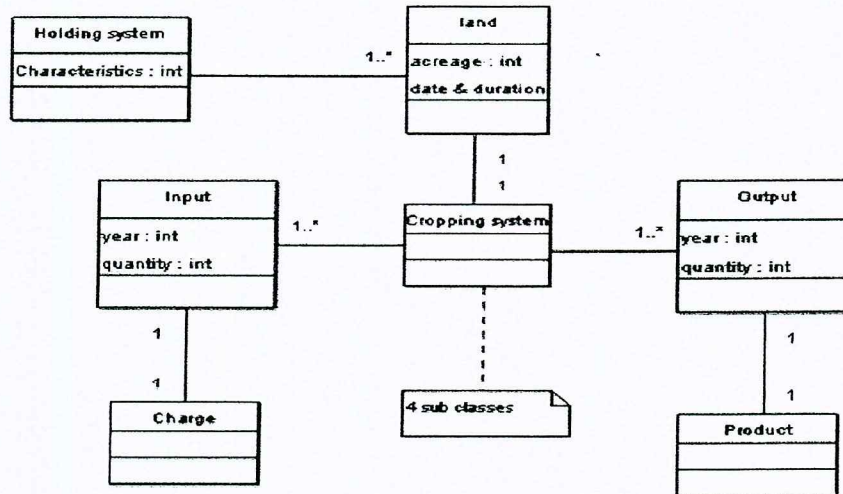 Holding system
Characteristics : int
1..*
land
acreage : int
date & duration
1
1
Input
year : int
quantity : int
1..*
Cropping system
1..*
Output
year : int
quantity : int
1
1
Charge
4 sub classes
1
1
Product